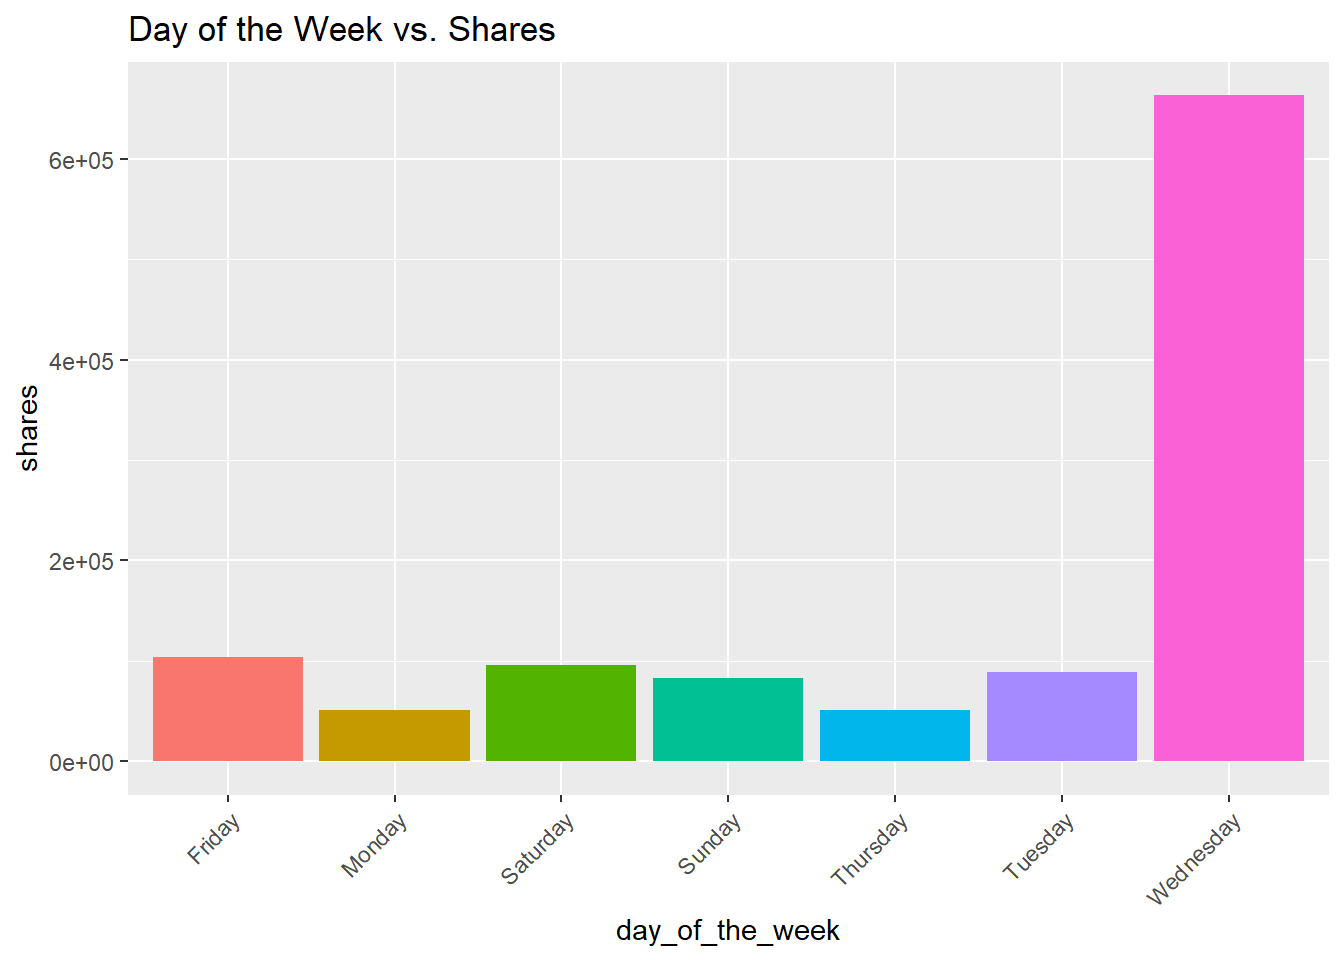 Day of the Week vs. Shares
6e+05
4e+05
2e+05
0e+00
shares
Friday
Monday
Saturday
Sunday
Thursday
Tuesday
Wednesday
day_of_the_week